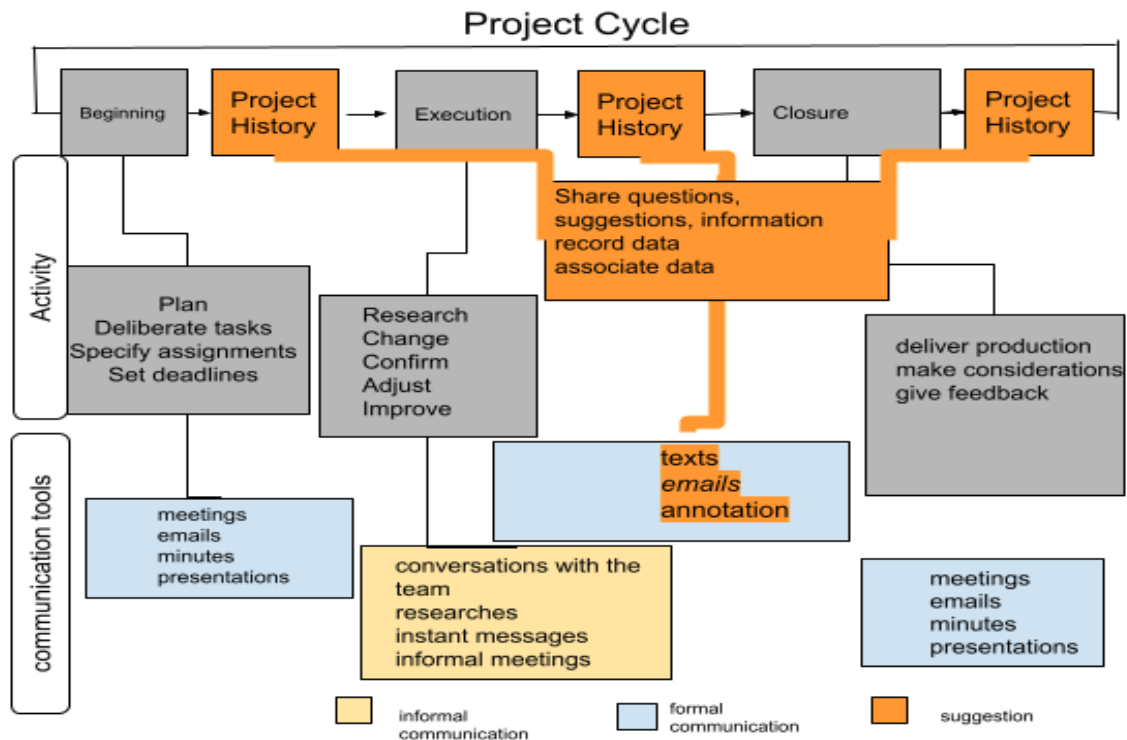 Project Cycle
Beginning
Project
History
Execution
Project
History
Closure
Project
History
Activity
Share questions,
suggestions, information
record data
associate data
Plan
Deliberate tasks
Specify assignments
Set deadlines
Research
Change
Confirm
Adjust
Improve
deliver production
make considerations
give feedback
communication tools
texts
emails
annotation
meetings
emails
minutes
presentations
conversations with the
team
researches
instant messages
informal meetings
meetings
emails
minutes
presentations
informal
communication
formal
communication
suggestion